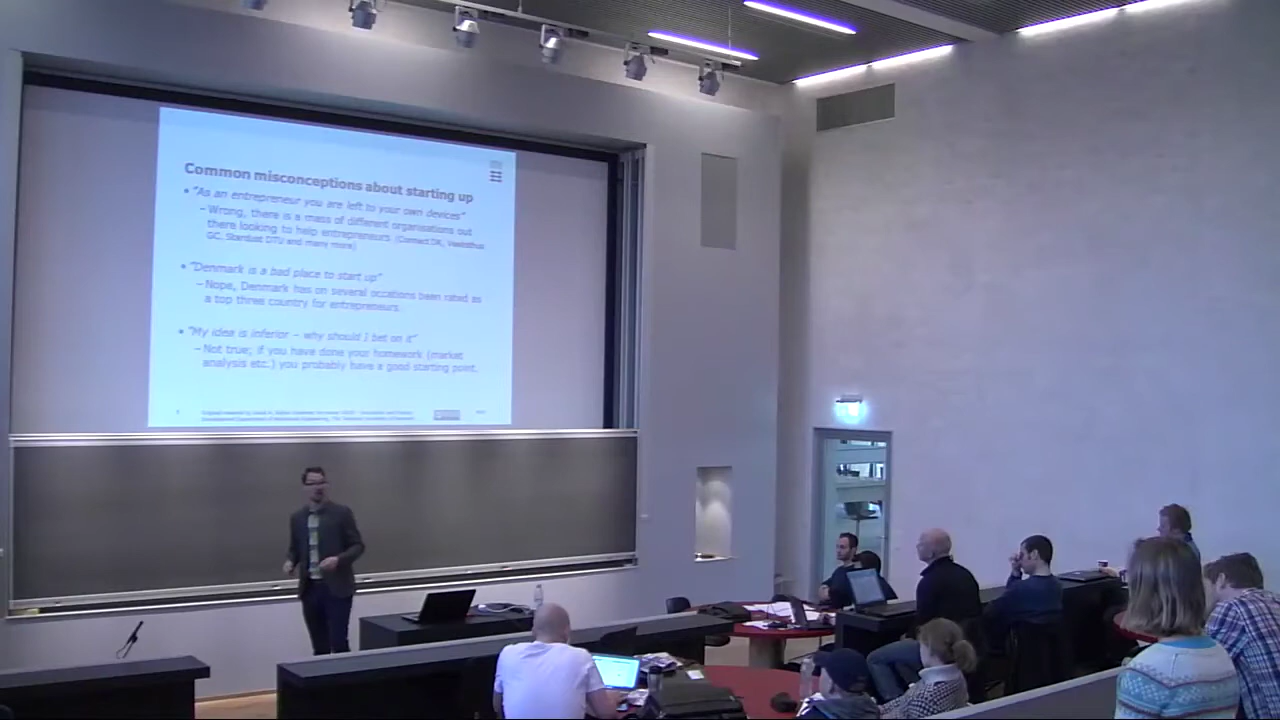 Common misconceptions about starting up
• "As an entrepreneur you are left to your own devices"
– Wrong, there is a mass of different organisations out
there looking to help entrepreneurs (Connect DK, Væksthus
GC, Stardust DTU and many more)
• "Denmark is a bad place to start up"
– Nope, Denmark has on several occations been rated as
a top three country for entrepreneurs.
• "My idea is inferior – why should I bet on it"
– Not true; if you have done your homework (market
analysis etc.) you probably have a good starting point.